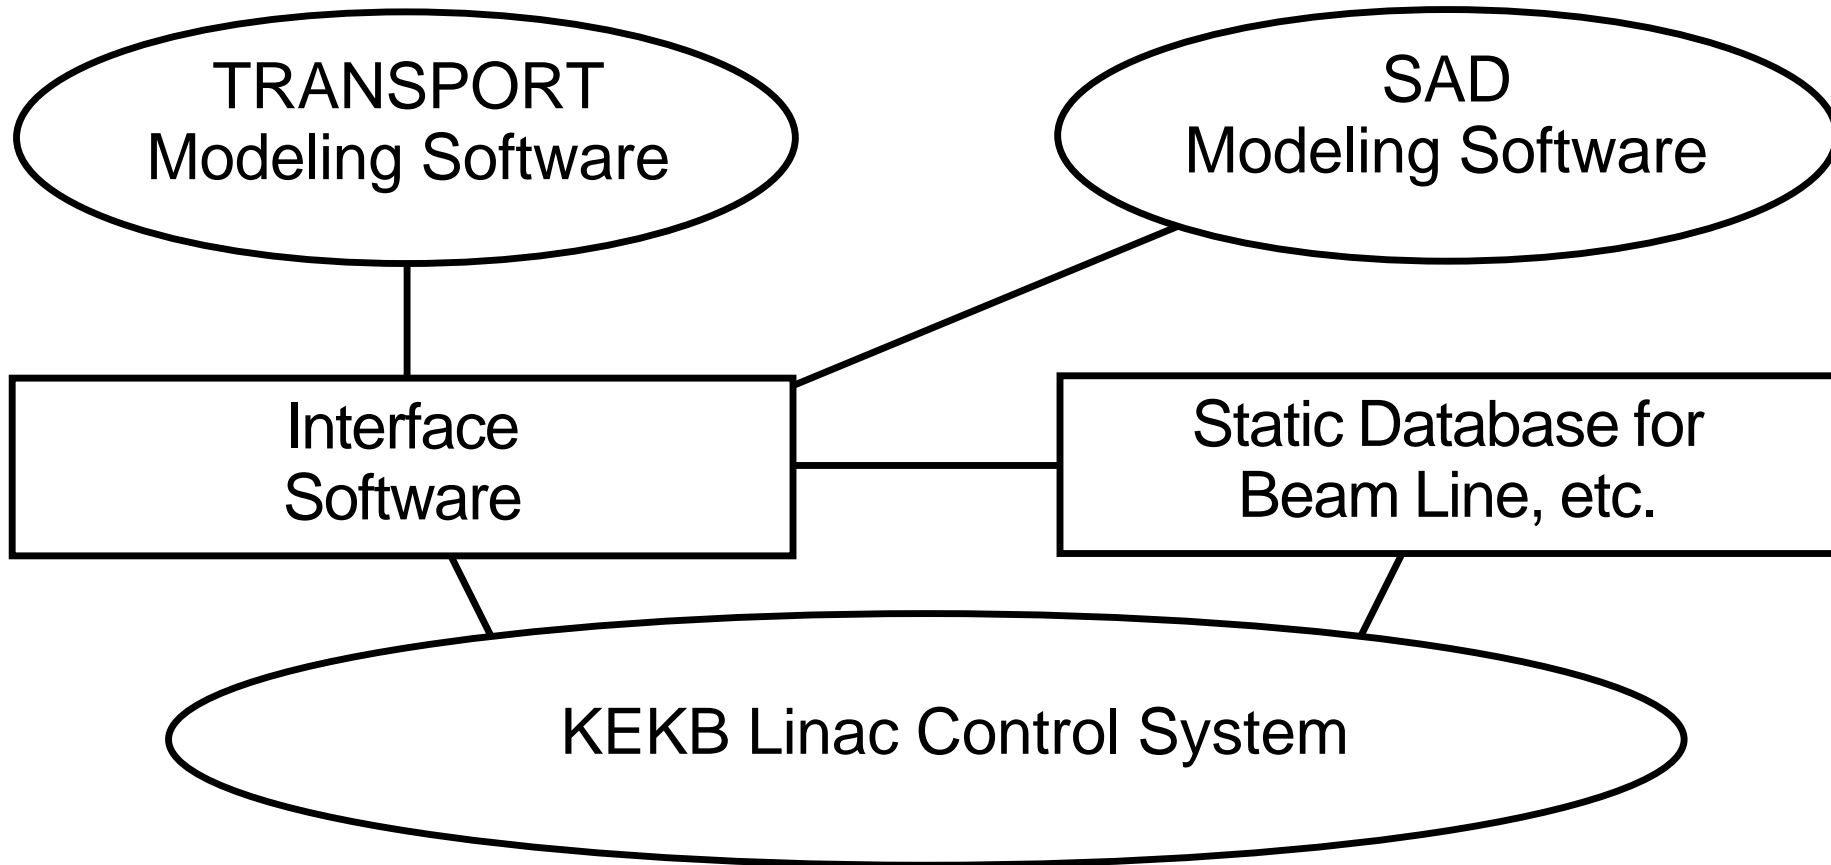 TRANSPORT
Modeling Software
SAD
Modeling Software
Interface
Software
Static Database for
Beam Line, etc.
KEKB Linac Control System